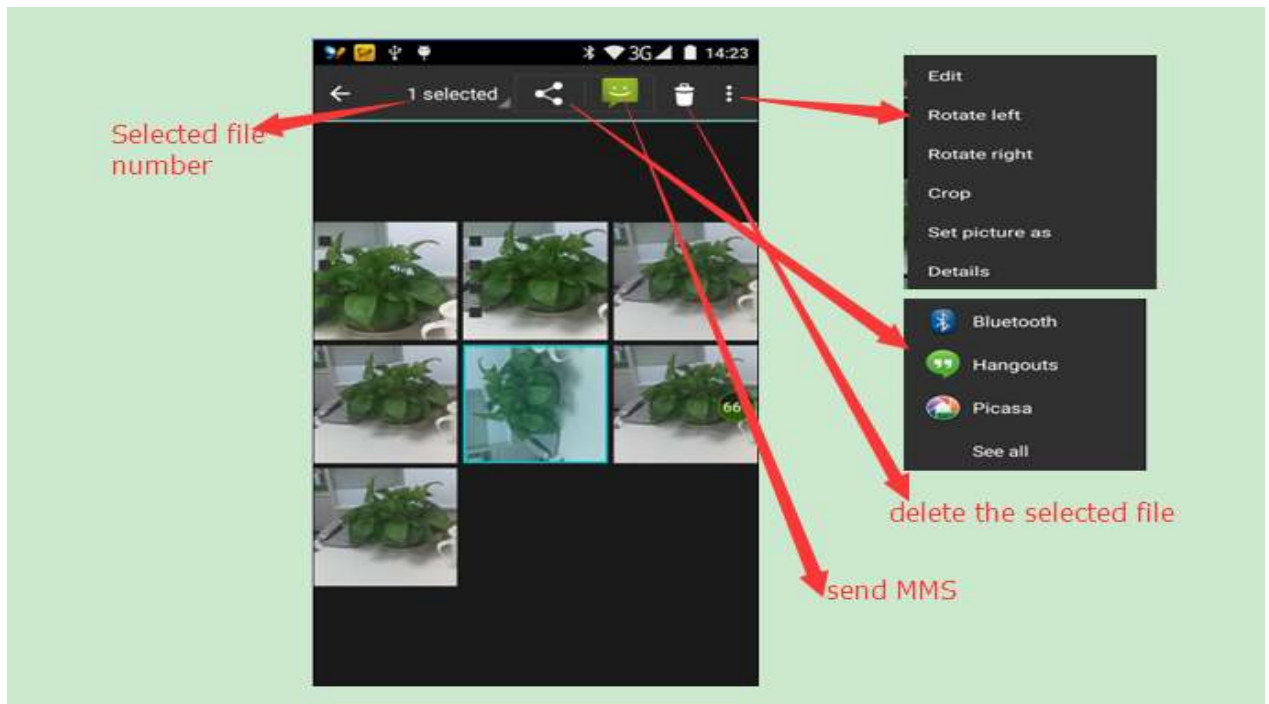 3G 14:23
1 selected
Selected file
number
66
Edit
Rotate left
Rotate right
Crop
Set picture as
Details
Bluetooth
Hangouts
Picasa
See all
delete the selected file
send MMS